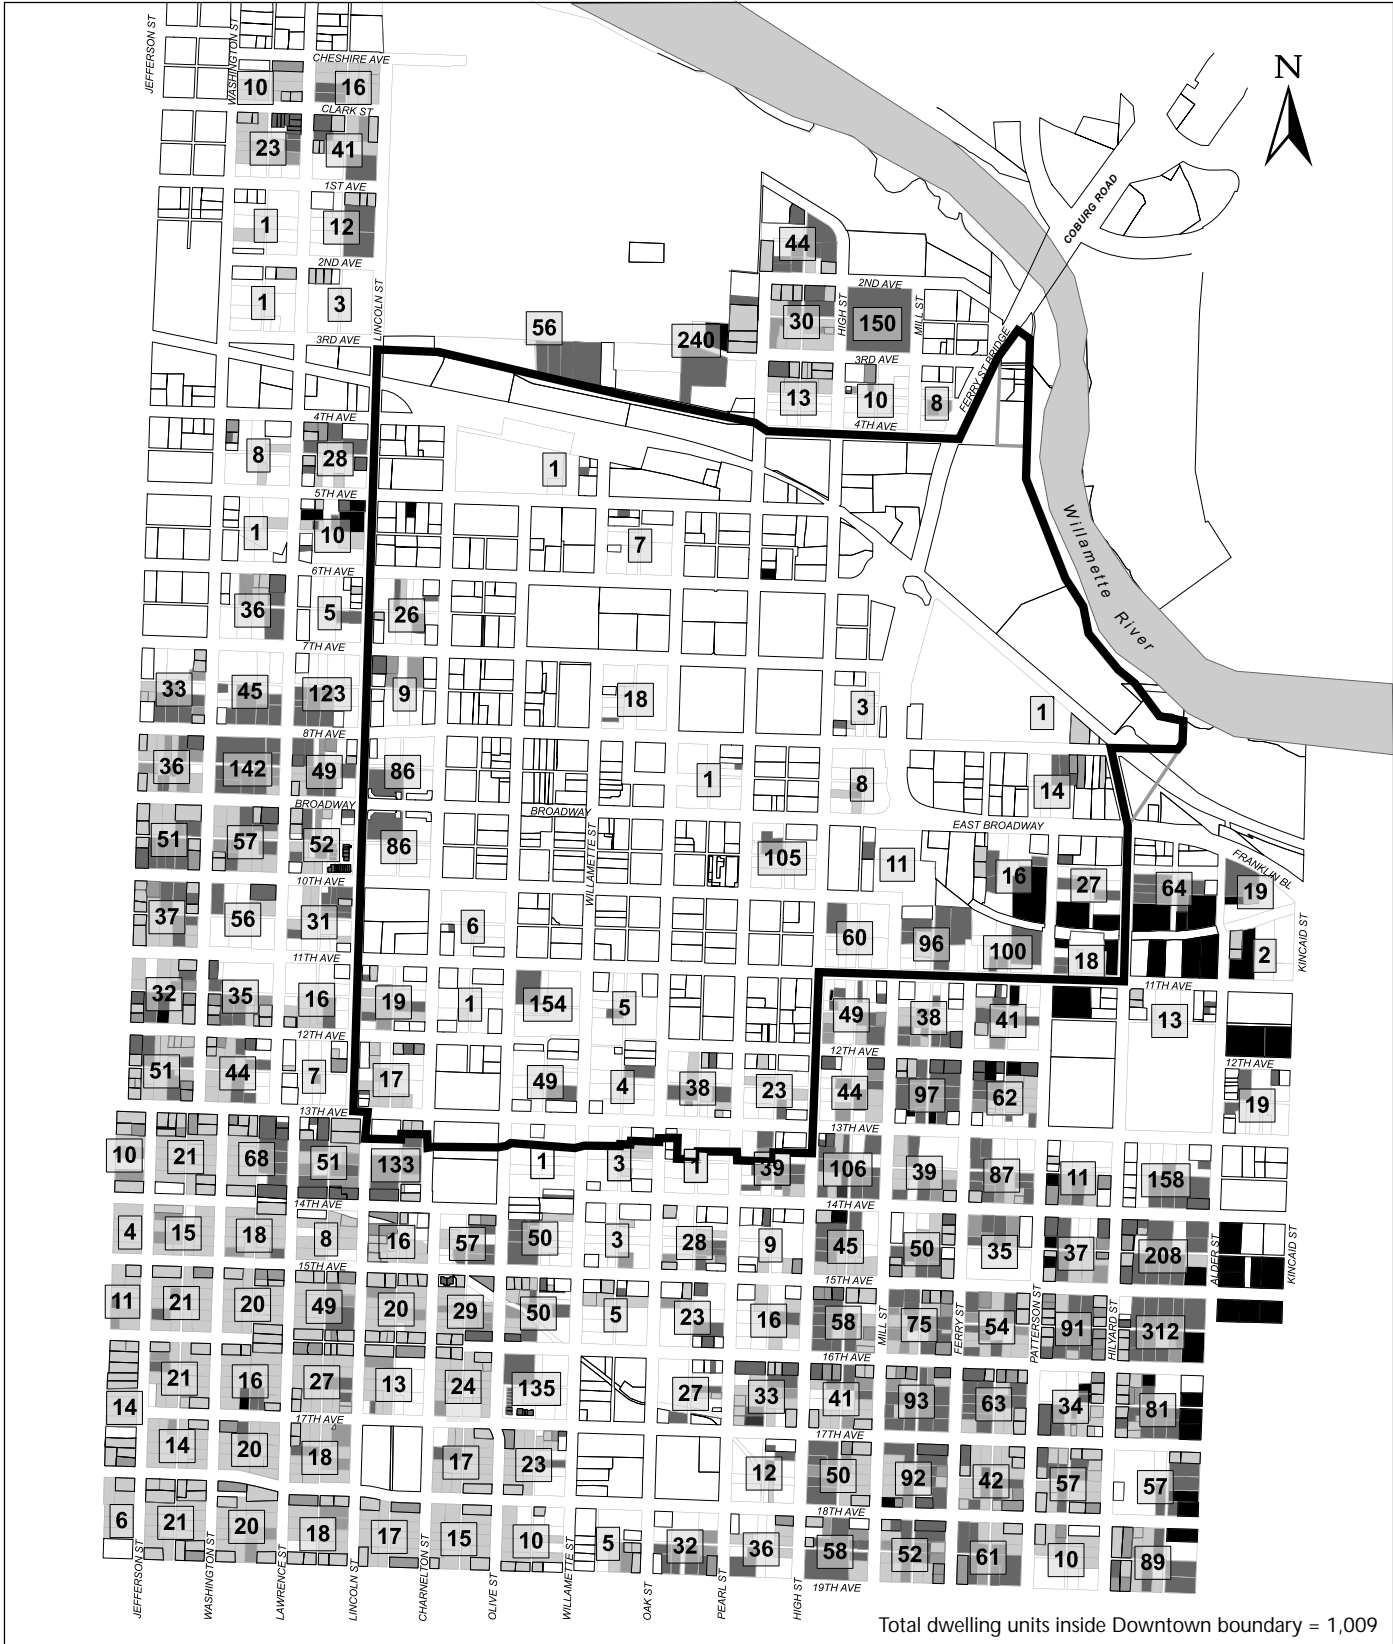 JEFFERSON ST
WASHINGTON ST
CHESHIRE AVE
N
10
16
CLARK ST
23
41
1ST AVE
COBURG ROAD
1
12
44
2ND AVE
2ND AVE
1
3
LINCOLN ST
56
240
30
HIGH ST
150
MILL ST
3RD AVE
3RD AVE
FERRY ST BRIDGE
13
10
8
4TH AVE
4TH AVE
8
28
1
5TH AVE
1
10
7
Willamette River
6TH AVE
36
5
26
7TH AVE
33
45
123
9
18
3
1
8TH AVE
36
142
49
86
1
8
14
BROADWAY
BROADWAY
EAST BROADWAY
51
57
52
86
WILLAMETTE ST
105
11
16
27
64
FRANKLIN BL
19
10TH AVE
37
56
31
6
60
96
100
18
2
KINCAID ST
11TH AVE
11TH AVE
32
35
16
19
1
154
5
49
38
41
13
12TH AVE
12TH AVE
12TH AVE
51
44
7
17
49
4
38
23
44
97
62
19
13TH AVE
13TH AVE
10
21
68
51
133
1
3
1
39
106
39
87
11
158
14TH AVE
14TH AVE
4
15
18
8
16
57
50
3
28
9
45
50
35
37
208
ALDER ST
KINCAID ST
15TH AVE
15TH AVE
11
21
20
49
20
29
50
5
23
16
58
MILL ST
75
FERRY ST
54
PATTERSON ST
91
HILYARD ST
312
16TH AVE
21
16
27
13
24
135
27
33
41
93
63
34
81
14
17TH AVE
17TH AVE
14
20
18
17
23
12
50
92
42
57
57
18TH AVE
6
21
20
18
17
15
10
5
32
36
58
52
61
10
89
19TH AVE
JEFFERSON ST
WASHINGTON ST
LAWRENCE ST
LINCOLN ST
CHARNELTON ST
OLIVE ST
WILLAMETTE ST
OAK ST
PEARL ST
HIGH ST
Total dwelling units inside Downtown boundary = 1,009